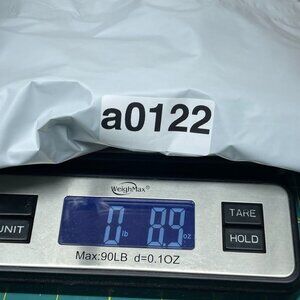 a0122
WeighMax®
UNIT
0 lb 8.9 oz
TARE
HOLD
Max:90LB d=0.1OZ